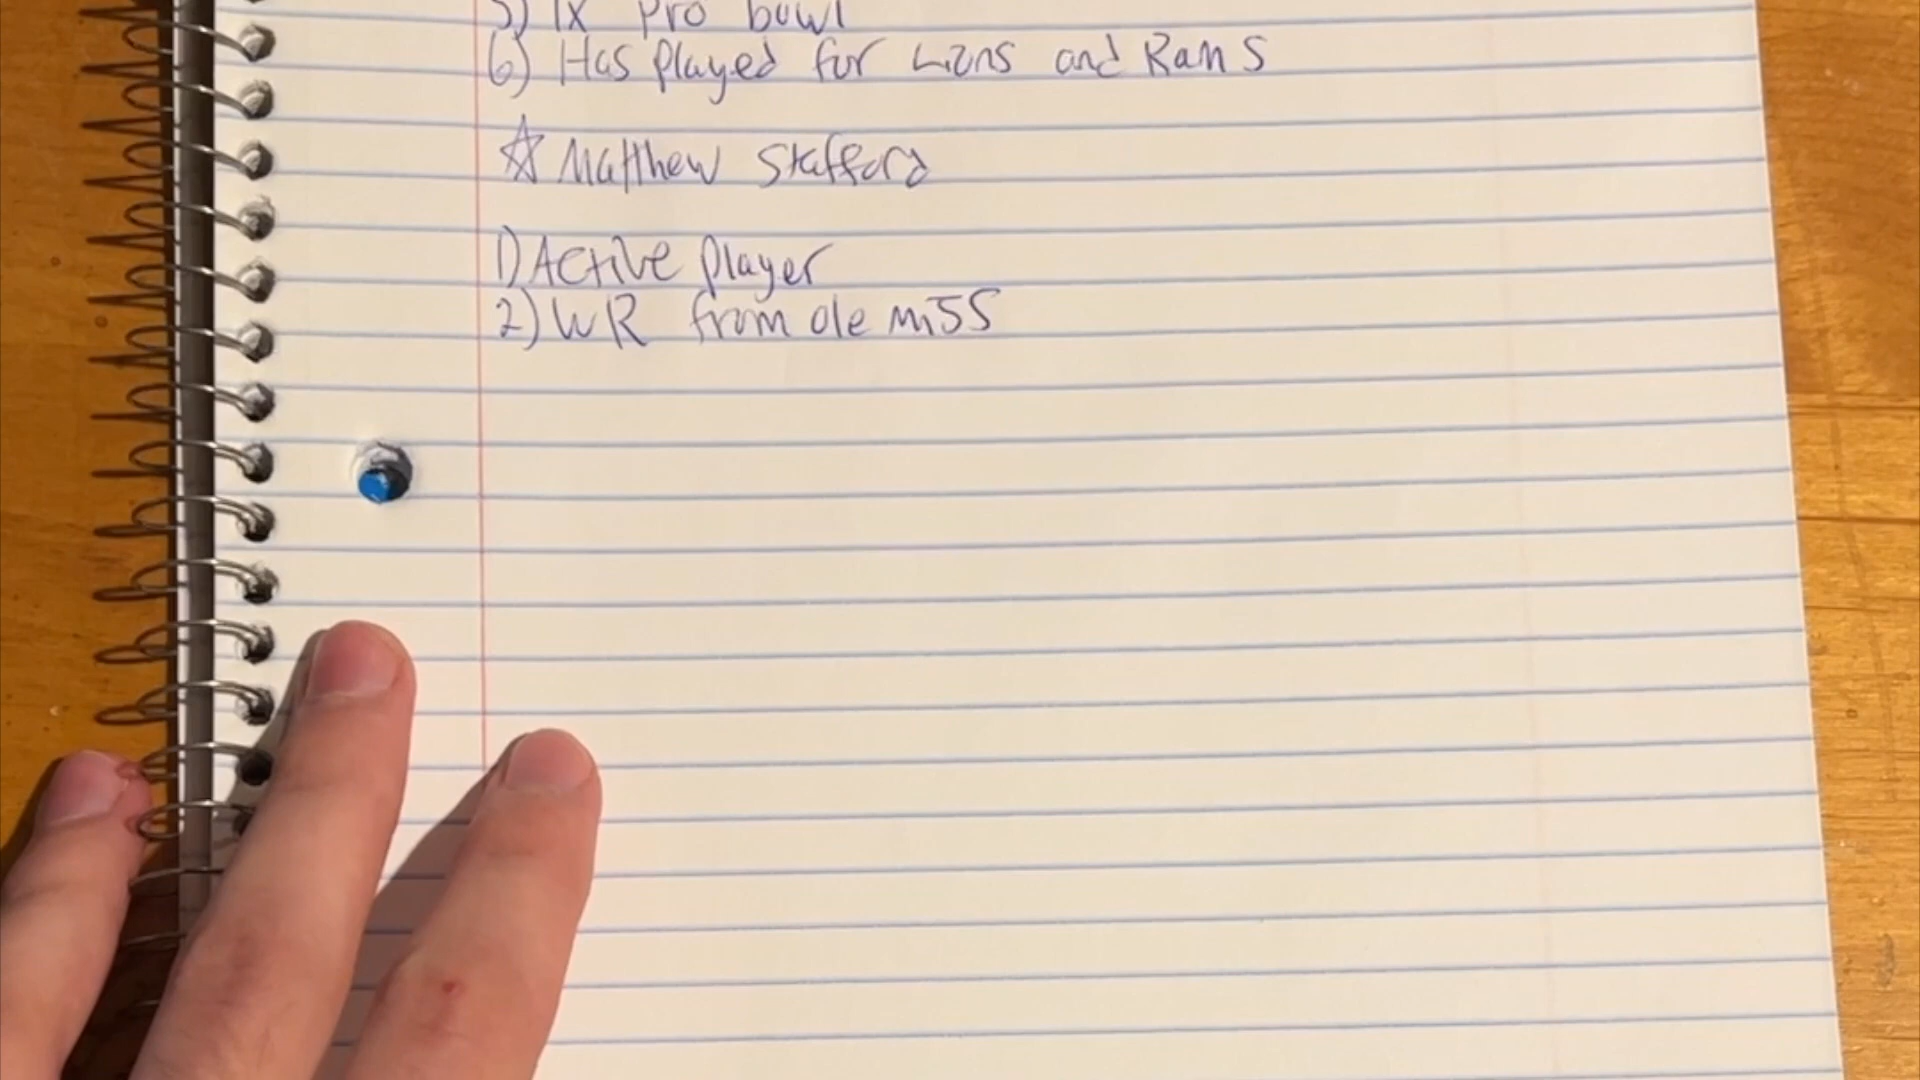 5) 1x Pro bowl
6) Has Played for Lions and Rams
☆ Matthew Stafford
1) Active Player
2) WR from ole miss